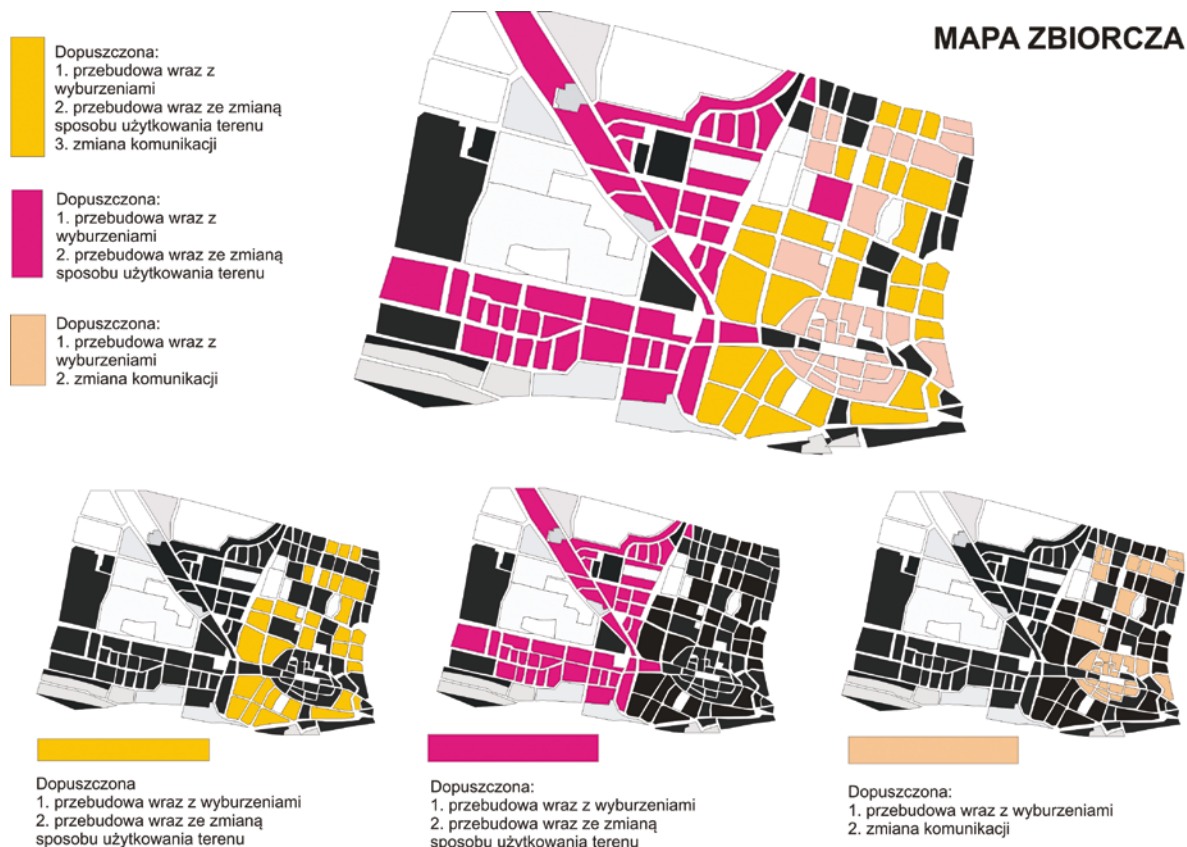 MAPA ZBIORCZA
Dopuszczona:
1. przebudowa wraz z
wyburzeniami
2. przebudowa wraz ze zmianą
sposobu użytkowania terenu
3. zmiana komunikacji
Dopuszczona:
1. przebudowa wraz z
wyburzeniami
2. przebudowa wraz ze zmianą
sposobu użytkowania terenu
Dopuszczona:
1. przebudowa wraz z
wyburzeniami
2. zmiana komunikacji
Dopuszczona
1. przebudowa wraz z wyburzeniami
2. przebudowa wraz ze zmianą
sposobu użytkowania terenu
Dopuszczona:
1. przebudowa wraz z wyburzeniami
2. przebudowa wraz ze zmianą
sposobu użytkowania terenu
Dopuszczona:
1. przebudowa wraz z wyburzeniami
2. zmiana komunikacji